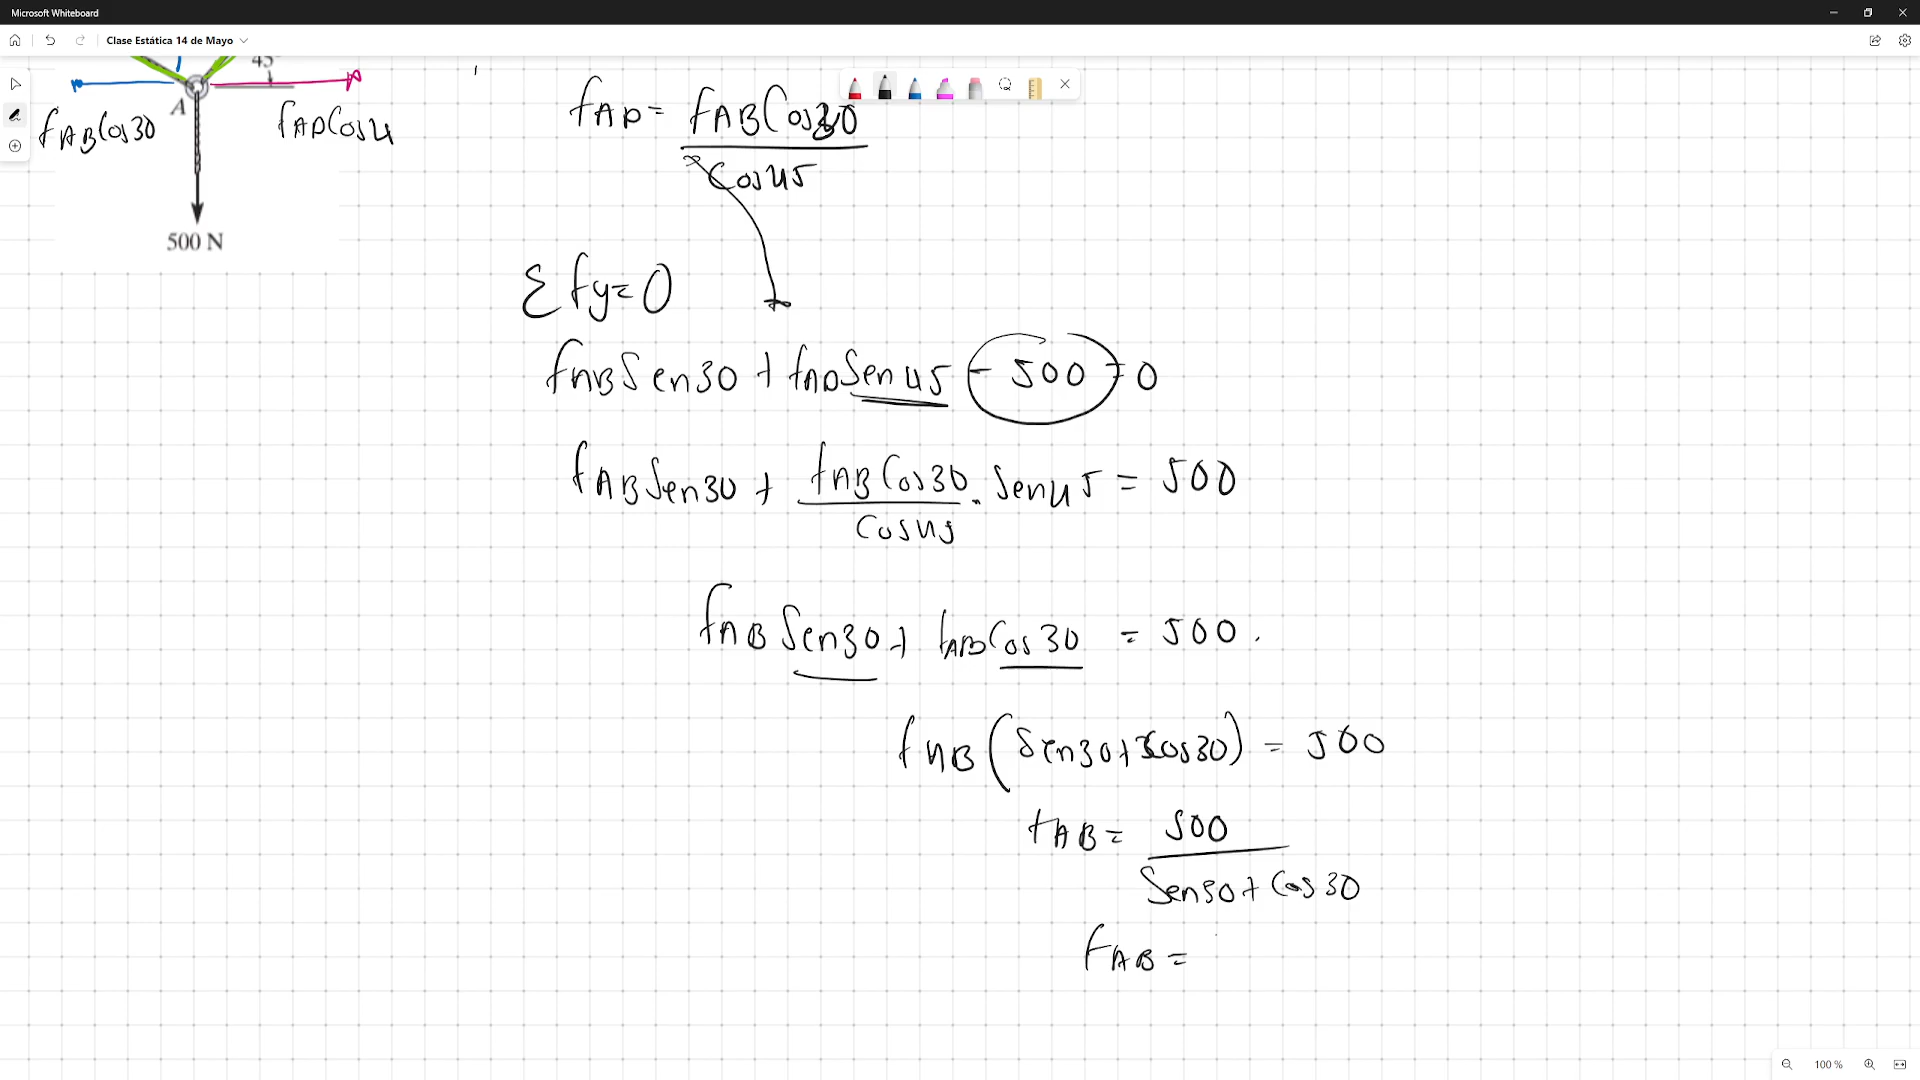 Microsoft Whiteboard
Clase Estática 14 de Mayo
45°
A
fAB Cos30
fAD Cos4
500 N
fAD = fAB Cos30
Cos45
Σfy=0
fAB Sen30 + fAD Sen45 - 500 = 0
fAB Sen30 + fAB Cos30 . Sen45 = 500
Cos45
fAB Sen30 + fAB Cos30 = 500.
fAB (Sen30 + Cos30) = 500
fAB = 500
Sen30 + Cos30
fAB =
100 %